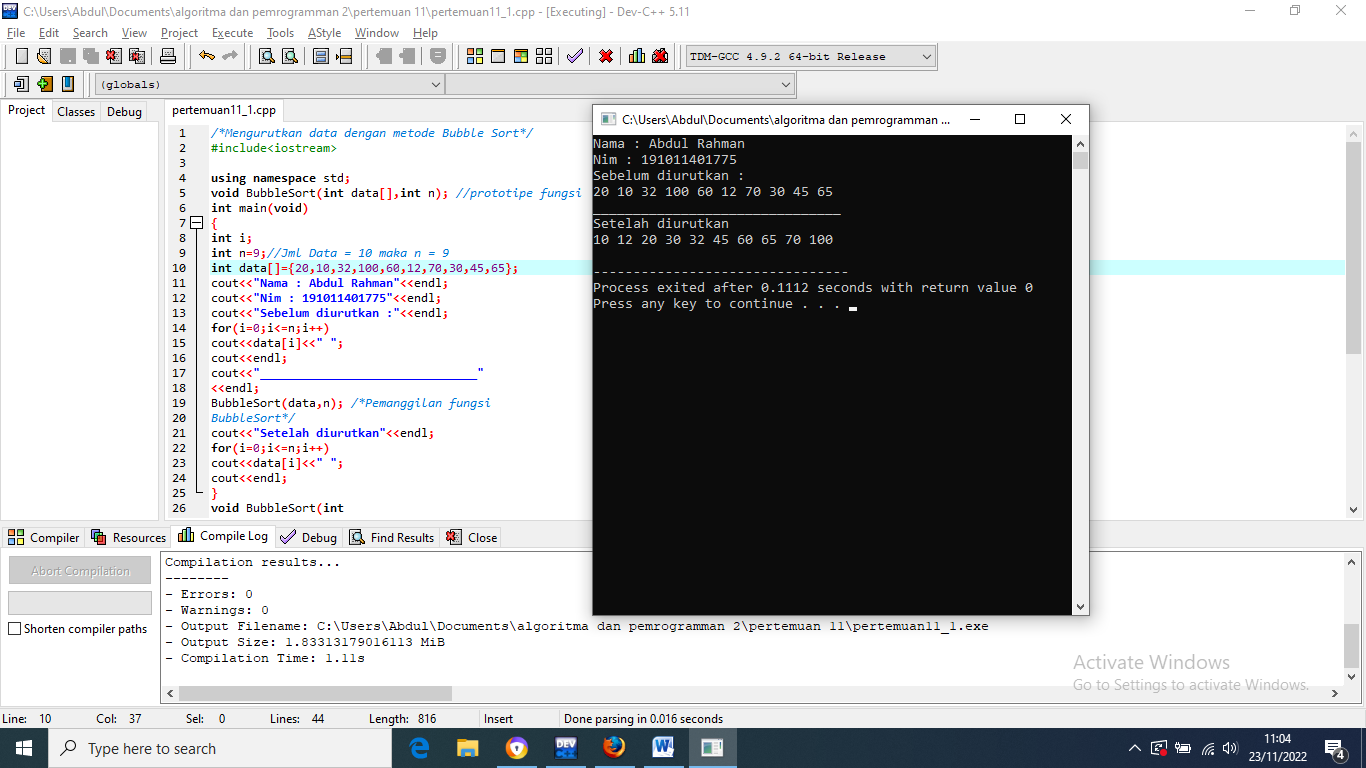 C:\Users\Abdul\Documents\algoritma dan pemrogramman 2\pertemuan 11\pertemuan11_1.cpp - [Executing] - Dev-C++ 5.11
File Edit Search View Project Execute Tools AStyle Window Help
TDM-GCC 4.9.2 64-bit Release
(globals)
Project Classes Debug
pertemuan11_1.cpp
1 /*Mengurutkan data dengan metode Bubble Sort*/
2 #include<iostream>
3
4 using namespace std;
5 void BubbleSort(int data[],int n); //prototipe fungsi
6 int main(void)
7 {
8 int i;
9 int n=9;//Jml Data = 10 maka n = 9
10 int data[]={20,10,32,100,60,12,70,30,45,65};
11 cout<<"Nama : Abdul Rahman"<<endl;
12 cout<<"Nim : 191011401775"<<endl;
13 cout<<"Sebelum diurutkan :"<<endl;
14 for(i=0;i<=n;i++)
15 cout<<data[i]<<" ";
16 cout<<endl;
17 cout<<"_______________________________"
18 <<endl;
19 BubbleSort(data,n); /*Pemanggilan fungsi
20 BubbleSort*/
21 cout<<"Setelah diurutkan"<<endl;
22 for(i=0;i<=n;i++)
23 cout<<data[i]<<" ";
24 cout<<endl;
25 }
26 void BubbleSort(int
C:\Users\Abdul\Documents\algoritma dan pemrogramman ...
Nama : Abdul Rahman
Nim : 191011401775
Sebelum diurutkan :
20 10 32 100 60 12 70 30 45 65
_______________________________
Setelah diurutkan
10 12 20 30 32 45 60 65 70 100
--------------------------------
Process exited after 0.1112 seconds with return value 0
Press any key to continue . . .
Compiler Resources Compile Log Debug Find Results Close
Abort Compilation
Shorten compiler paths
Compilation results...
--------
- Errors: 0
- Warnings: 0
- Output Filename: C:\Users\Abdul\Documents\algoritma dan pemrogramman 2\pertemuan 11\pertemuan11_1.exe
- Output Size: 1.83313179016113 MiB
- Compilation Time: 1.11s
Activate Windows
Go to Settings to activate Windows.
Line: 10 Col: 37 Sel: 0 Lines: 44 Length: 816 Insert Done parsing in 0.016 seconds
Type here to search
DEV
11:04
23/11/2022
4